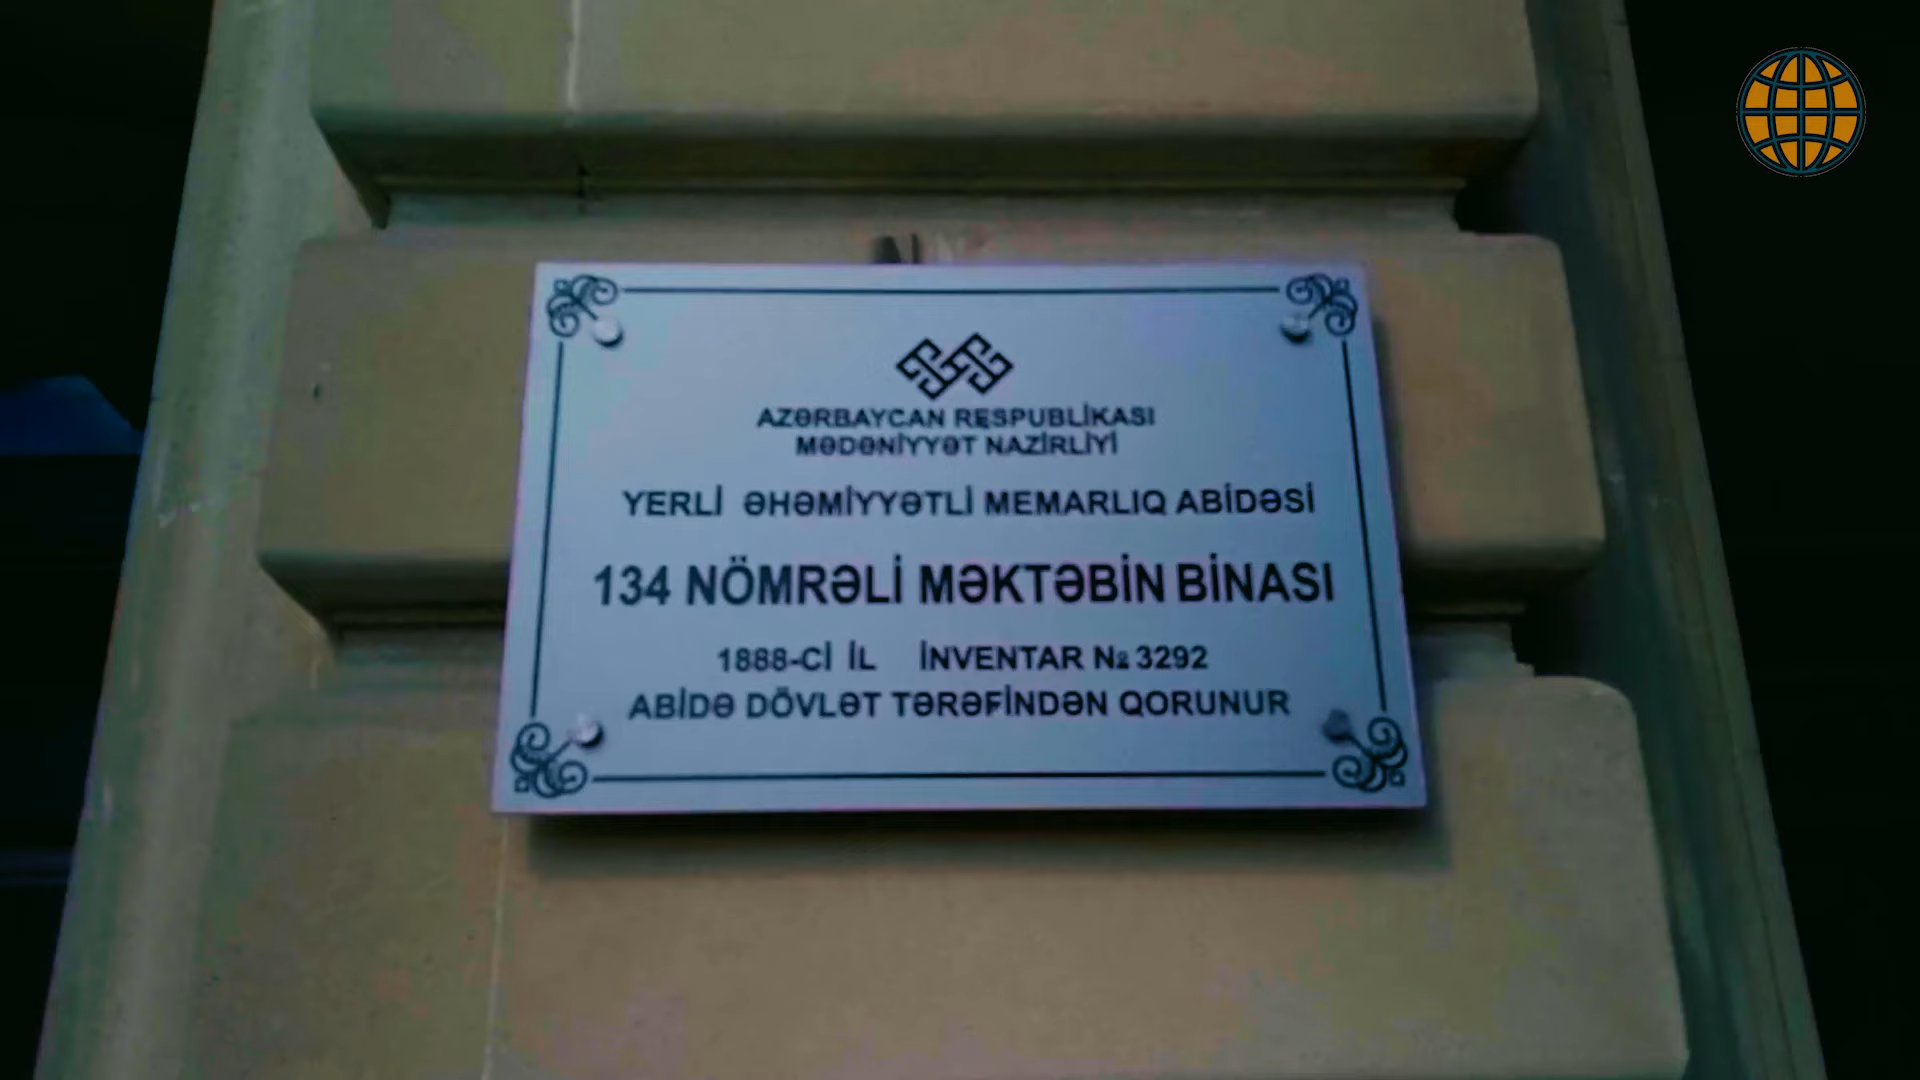 AZƏRBAYCAN RESPUBLİKASI
MƏDƏNİYYƏT NAZİRLİYİ
YERLİ ƏHƏMİYYƏTLİ MEMARLIQ ABİDƏSİ
134 NÖMRƏLİ MƏKTƏBİN BİNASI
1888-Cİ İL İNVENTAR № 3292
ABİDƏ DÖVLƏT TƏRƏFİNDƏN QORUNUR